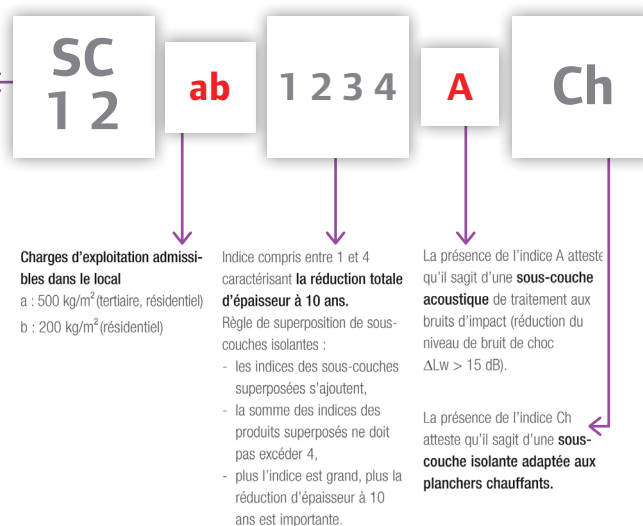 SC
1 2
ab
1 2 3 4
A
Ch
Charges d'exploitation admissi-
bles dans le local
a : 500 kg/m² (tertiaire, résidentiel)
b : 200 kg/m² (résidentiel)
Indice compris entre 1 et 4
caractérisant la réduction totale
d'épaisseur à 10 ans.
Règle de superposition de sous-
couches isolantes :
- les indices des sous-couches
superposées s'ajoutent,
- la somme des indices des
produits superposés ne doit
pas excéder 4,
- plus l'indice est grand, plus la
réduction d'épaisseur à 10
ans est importante.
La présence de l'indice A atteste
qu'il sagit d'une sous-couche
acoustique de traitement aux
bruits d'impact (réduction du
niveau de bruit de choc
ΔLw > 15 dB).
La présence de l'indice Ch
atteste qu'il sagit d'une sous-
couche isolante adaptée aux
planchers chauffants.